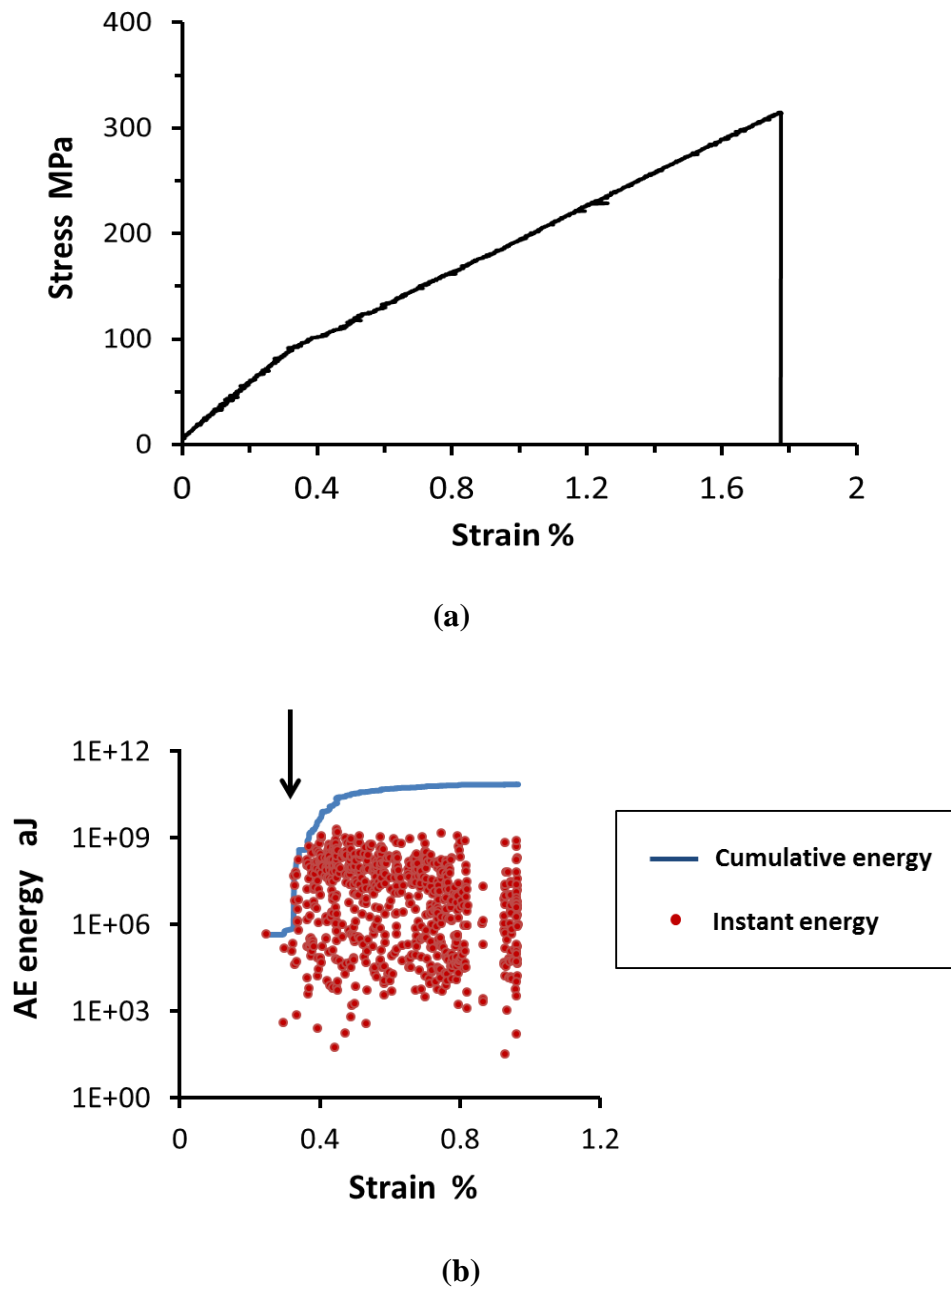 400
300
200
100
0
Stress MPa
0 0.4 0.8 1.2 1.6 2
Strain %
(a)
1E+12
1E+09
1E+06
1E+03
1E+00
AE energy aJ
0 0.4 0.8 1.2
Strain %
Cumulative energy
Instant energy
(b)